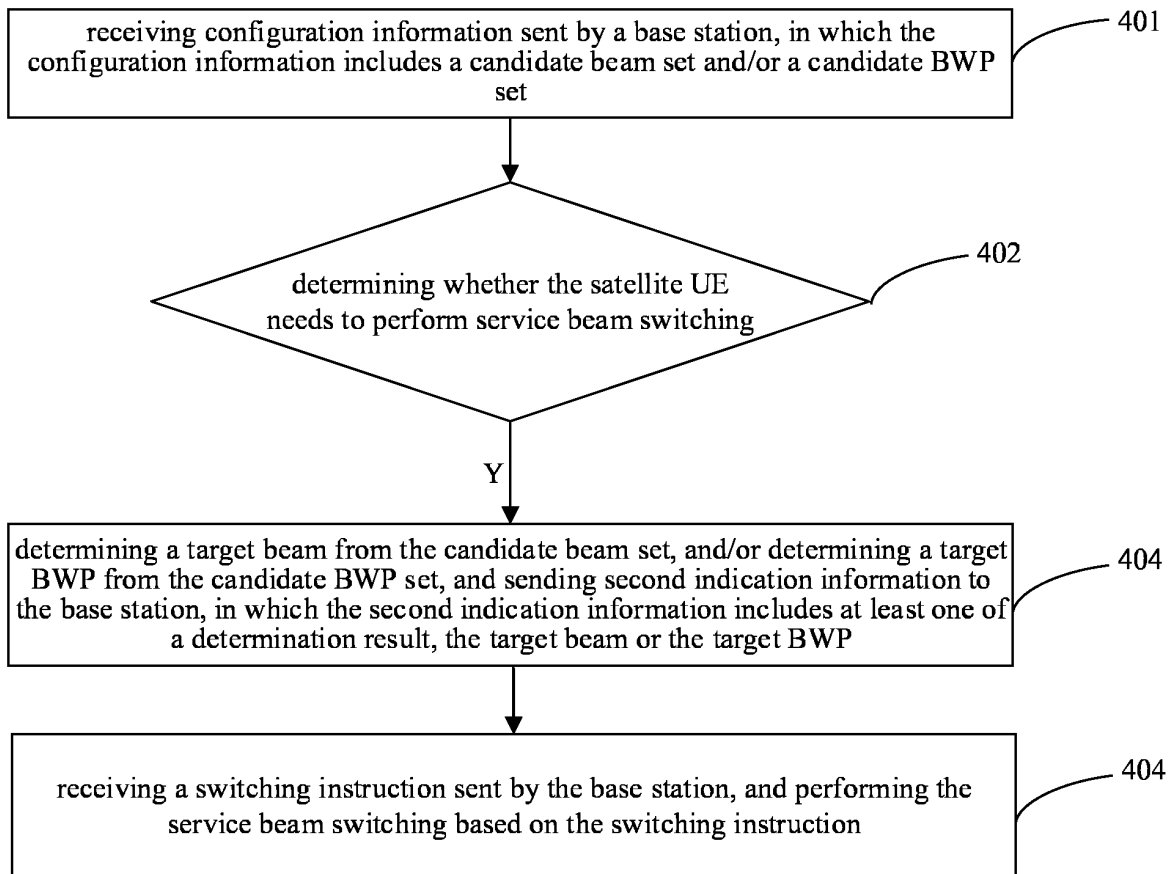 receiving configuration information sent by a base station, in which the
configuration information includes a candidate beam set and/or a candidate BWP
set
401
determining whether the satellite UE
needs to perform service beam switching
402
Y
determining a target beam from the candidate beam set, and/or determining a target
BWP from the candidate BWP set, and sending second indication information to
the base station, in which the second indication information includes at least one of
a determination result, the target beam or the target BWP
404
receiving a switching instruction sent by the base station, and performing the
service beam switching based on the switching instruction
404